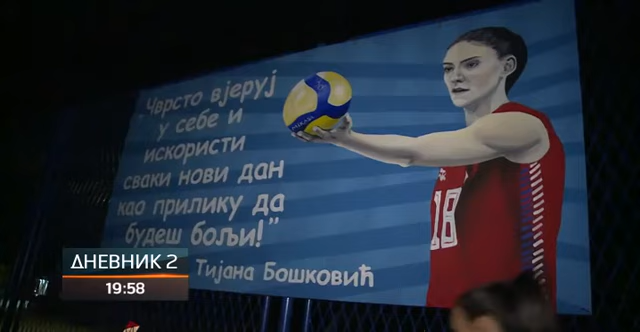 „Чврсто вјеруј
у себе и
искористи
сваки нови дан
као прилику да
будеш бољи!"
Тијана Бошковић
18
ДНЕВНИК 2
19:58